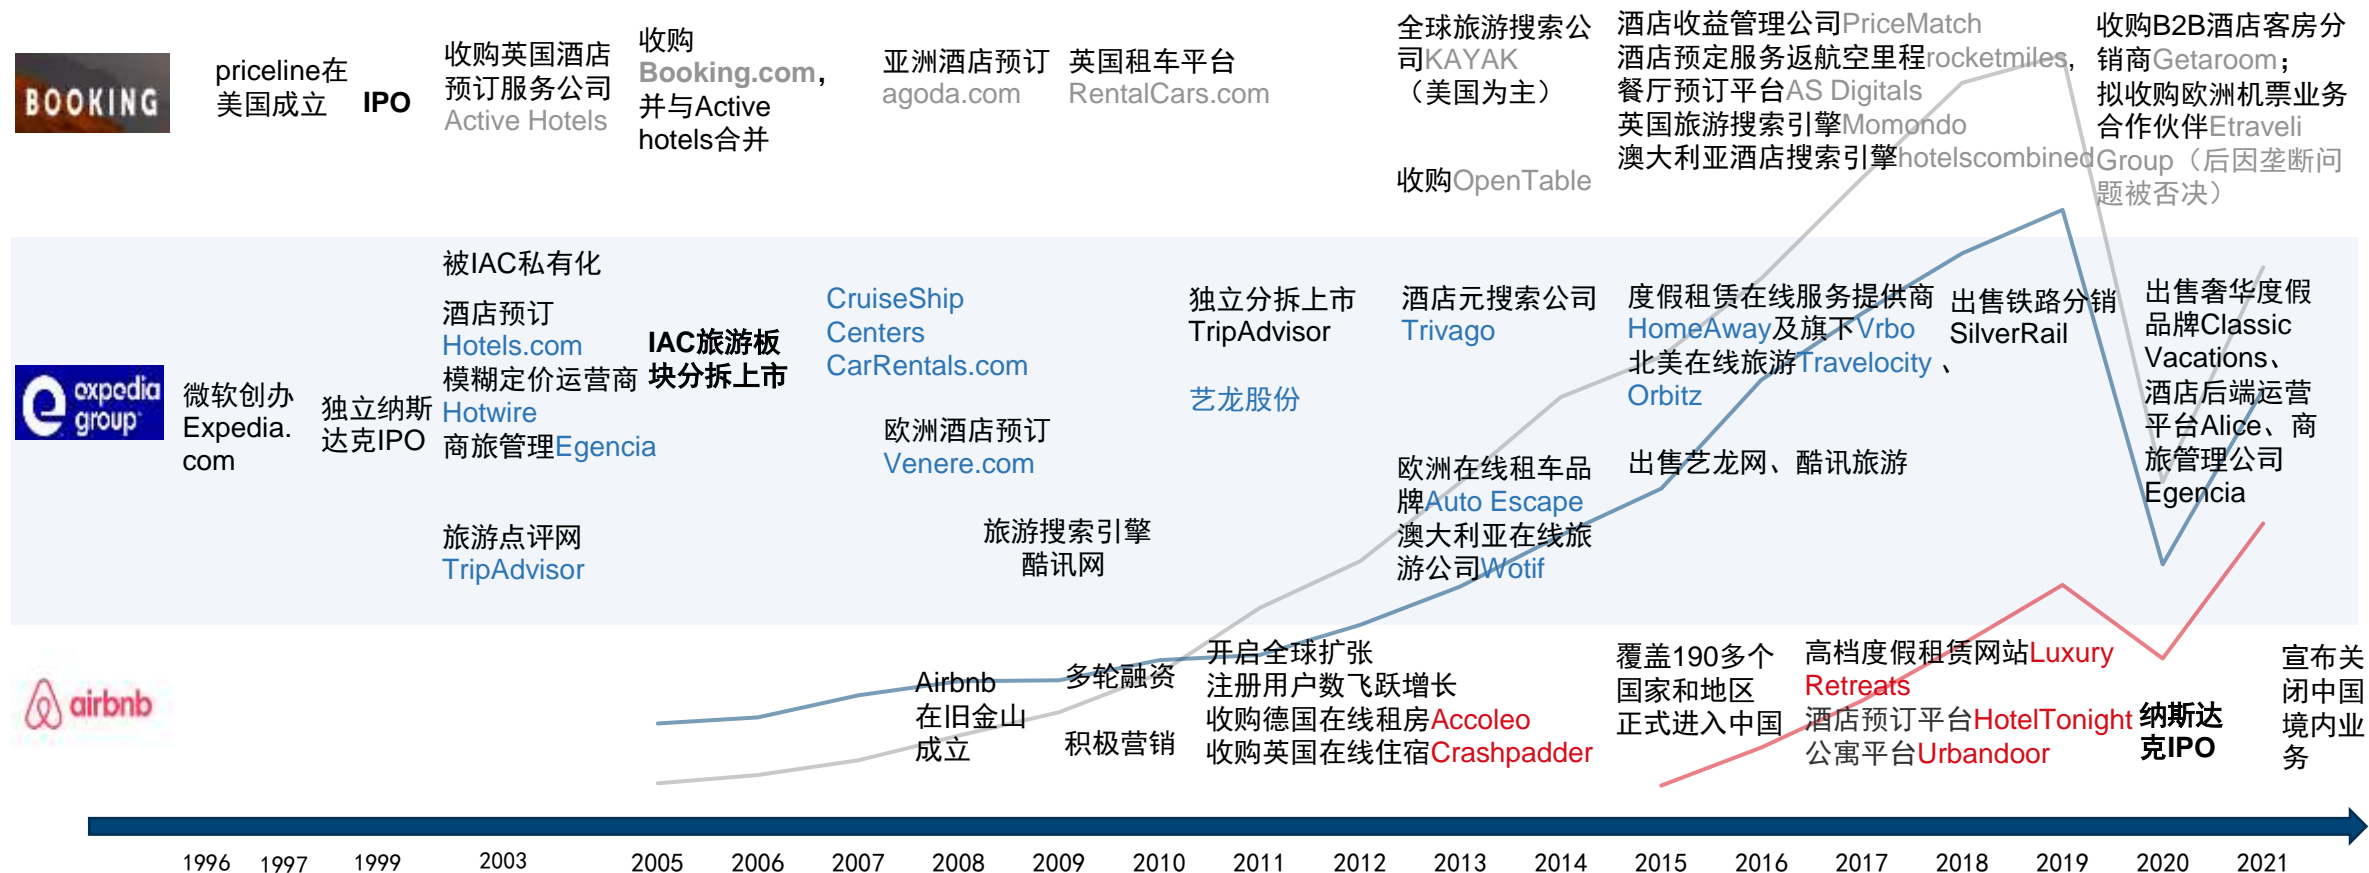 BOOKING
priceline在
美国成立
IPO
收购英国酒店
预订服务公司
Active Hotels
收购
Booking.com，
并与Active
hotels合并
亚洲酒店预订
agoda.com
英国租车平台
RentalCars.com
全球旅游搜索公
司KAYAK
（美国为主）
收购OpenTable
酒店收益管理公司PriceMatch
酒店预定服务返航空里程rocketmiles,
餐厅预订平台AS Digitals
英国旅游搜索引擎Momondo
澳大利亚酒店搜索引擎hotelscombined
收购B2B酒店客房分
销商Getaroom；
拟收购欧洲机票业务
合作伙伴Etraveli
Group（后因垄断问
题被否决）
expedia
group
微软创办
Expedia.
com
独立纳斯
达克IPO
被IAC私有化
酒店预订
Hotels.com
模糊定价运营商
Hotwire
商旅管理Egencia
旅游点评网
TripAdvisor
IAC旅游板
块分拆上市
CruiseShip
Centers
CarRentals.com
欧洲酒店预订
Venere.com
旅游搜索引擎
酷讯网
独立分拆上市
TripAdvisor
艺龙股份
酒店元搜索公司
Trivago
欧洲在线租车品
牌Auto Escape
澳大利亚在线旅
游公司Wotif
度假租赁在线服务提供商
HomeAway及旗下Vrbo
北美在线旅游Travelocity 、
Orbitz
出售艺龙网、酷讯旅游
出售铁路分销
SilverRail
出售奢华度假
品牌Classic
Vacations、
酒店后端运营
平台Alice、商
旅管理公司
Egencia
airbnb
Airbnb
在旧金山
成立
多轮融资
积极营销
开启全球扩张
注册用户数飞跃增长
收购德国在线租房Accoleo
收购英国在线住宿Crashpadder
覆盖190多个
国家和地区
正式进入中国
高档度假租赁网站Luxury
Retreats
酒店预订平台HotelTonight
公寓平台Urbandoor
纳斯达
克IPO
宣布关
闭中国
境内业
务
1996 1997 1999 2003 2005 2006 2007 2008 2009 2010 2011 2012 2013 2014 2015 2016 2017 2018 2019 2020 2021